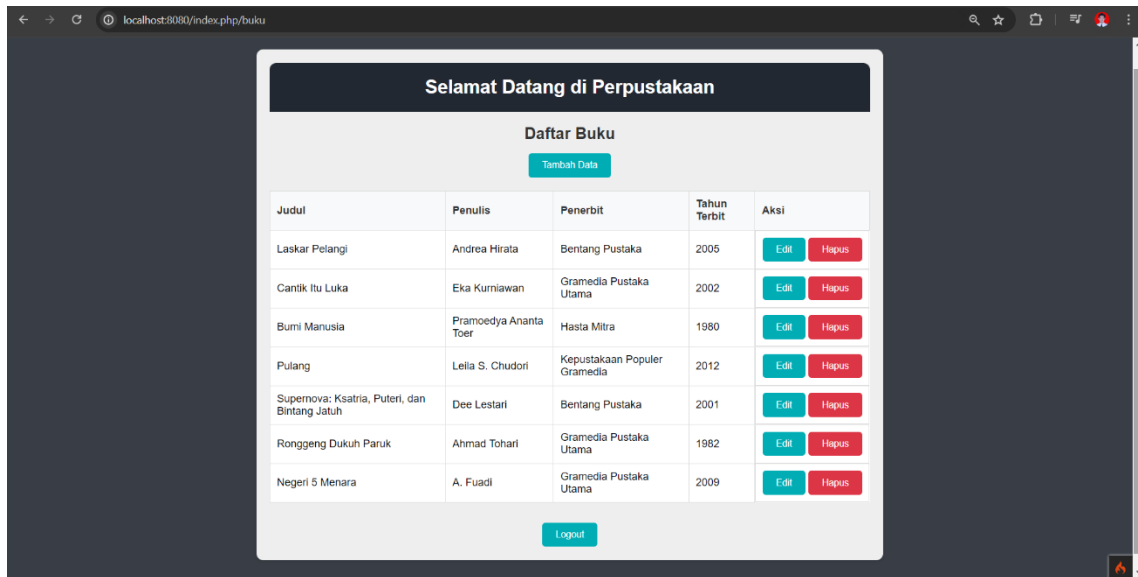 localhost:8080/index.php/buku
Selamat Datang di Perpustakaan
Daftar Buku
Tambah Data
Judul Penulis Penerbit Tahun Terbit Aksi
Laskar Pelangi Andrea Hirata Bentang Pustaka 2005 Edit Hapus
Cantik Itu Luka Eka Kurniawan Gramedia Pustaka Utama 2002 Edit Hapus
Bumi Manusia Pramoedya Ananta Toer Hasta Mitra 1980 Edit Hapus
Pulang Leila S. Chudori Kepustakaan Populer Gramedia 2012 Edit Hapus
Supernova: Ksatria, Puteri, dan Bintang Jatuh Dee Lestari Bentang Pustaka 2001 Edit Hapus
Ronggeng Dukuh Paruk Ahmad Tohari Gramedia Pustaka Utama 1982 Edit Hapus
Negeri 5 Menara A. Fuadi Gramedia Pustaka Utama 2009 Edit Hapus
Logout